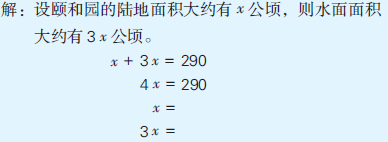 解：设颐和园的陆地面积大约有 x 公顷，则水面面积
大约有 3 x 公顷。
x + 3 x = 290
4 x = 290
x =
3 x =